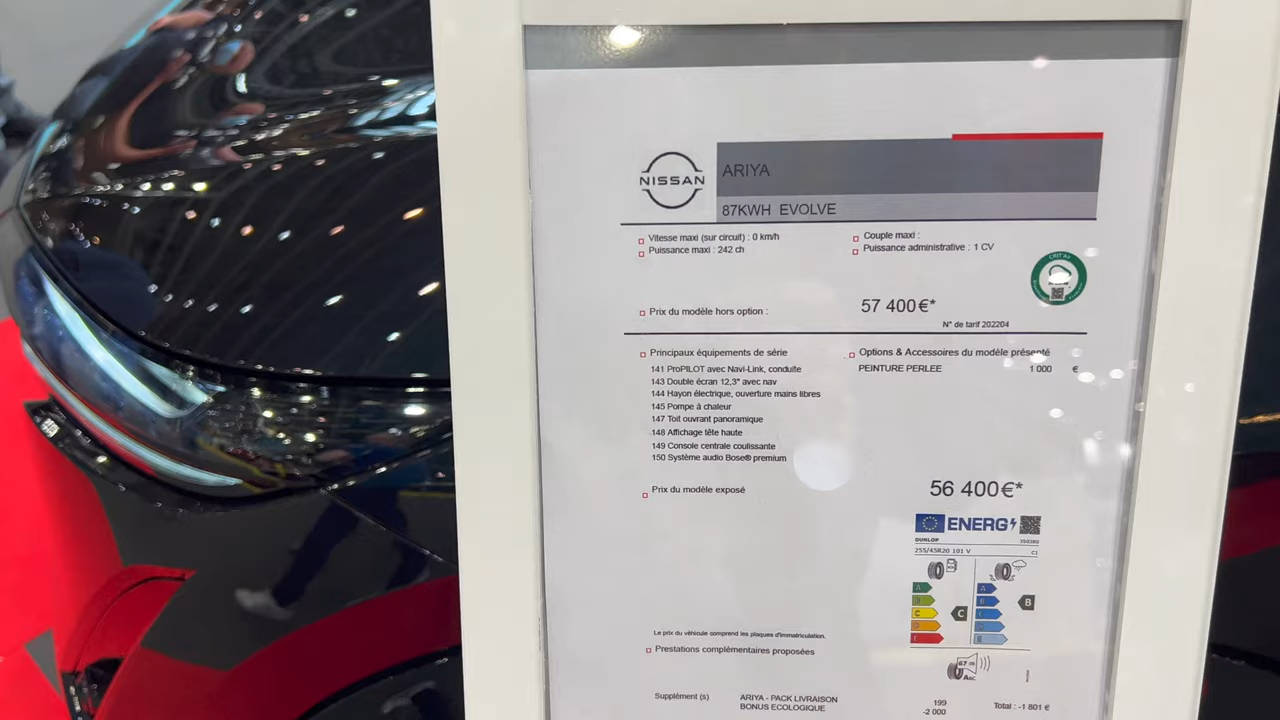 NISSAN
ARIYA
87KWH EVOLVE
Vitesse maxi (sur circuit) : 0 km/h
Couple maxi :
Puissance maxi : 242 ch
Puissance administrative : 1 CV
CRIT'Air
Prix du modèle hors option :
57 400€*
N° de tarif 202204
Principaux équipements de série
Options & Accessoires du modèle présenté
141 ProPILOT avec Navi-Link, conduite
PEINTURE PERLEE 1 000 €
143 Double écran 12,3" avec nav
144 Hayon électrique, ouverture mains libres
145 Pompe à chaleur
147 Toit ouvrant panoramique
148 Affichage tête haute
149 Console centrale coulissante
150 Système audio Bose® premium
Prix du modèle exposé
56 400€*
ENERG
DUNLOP
255/45R20 101 V C1
A A
B B B
C C C
D D
E E
67 dB
ABC
Le prix du véhicule comprend les plaques d'immatriculation.
Prestations complémentaires proposées
Supplément (s) ARIYA - PACK LIVRAISON 199 Total : -1 801 €
BONUS ECOLOGIQUE -2 000